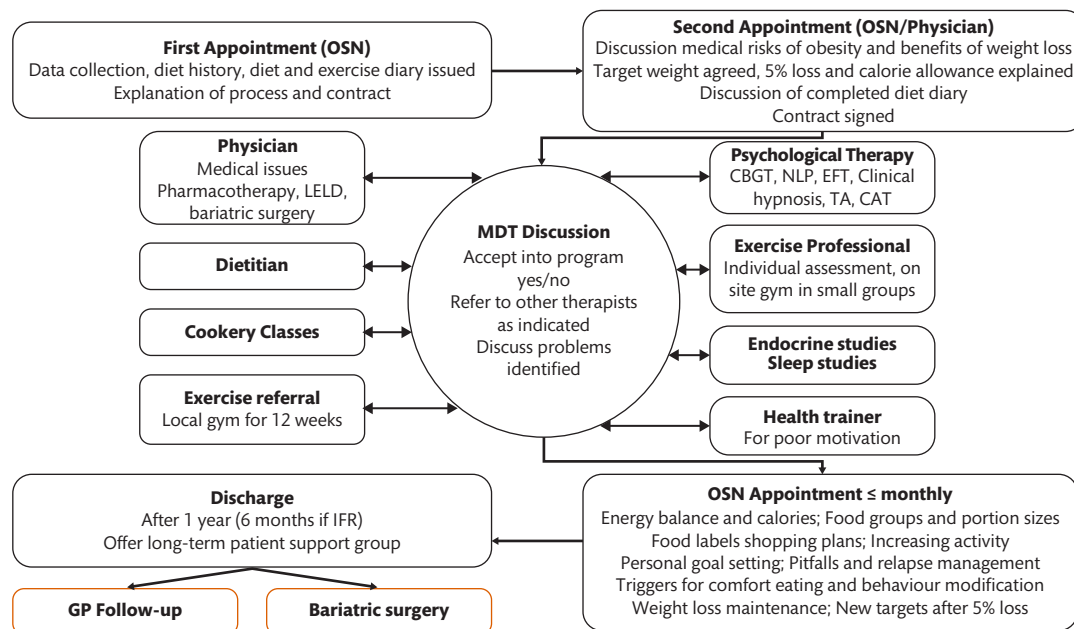 First Appointment (OSN)
Data collection, diet history, diet and exercise diary issued
Explanation of process and contract
Second Appointment (OSN/Physician)
Discussion medical risks of obesity and benefits of weight loss
Target weight agreed, 5% loss and calorie allowance explained
Discussion of completed diet diary
Contract signed
Physician
Medical issues
Pharmacotherapy, LELD,
bariatric surgery
Dietitian
Cookery Classes
Exercise referral
Local gym for 12 weeks
MDT Discussion
Accept into program
yes/no
Refer to other therapists
as indicated
Discuss problems
identified
Psychological Therapy
CBGT, NLP, EFT, Clinical
hypnosis, TA, CAT
Exercise Professional
Individual assessment, on
site gym in small groups
Endocrine studies
Sleep studies
Health trainer
For poor motivation
OSN Appointment ≤ monthly
Energy balance and calories; Food groups and portion sizes
Food labels shopping plans; Increasing activity
Personal goal setting; Pitfalls and relapse management
Triggers for comfort eating and behaviour modification
Weight loss maintenance; New targets after 5% loss
Discharge
After 1 year (6 months if IFR)
Offer long-term patient support group
GP Follow-up
Bariatric surgery